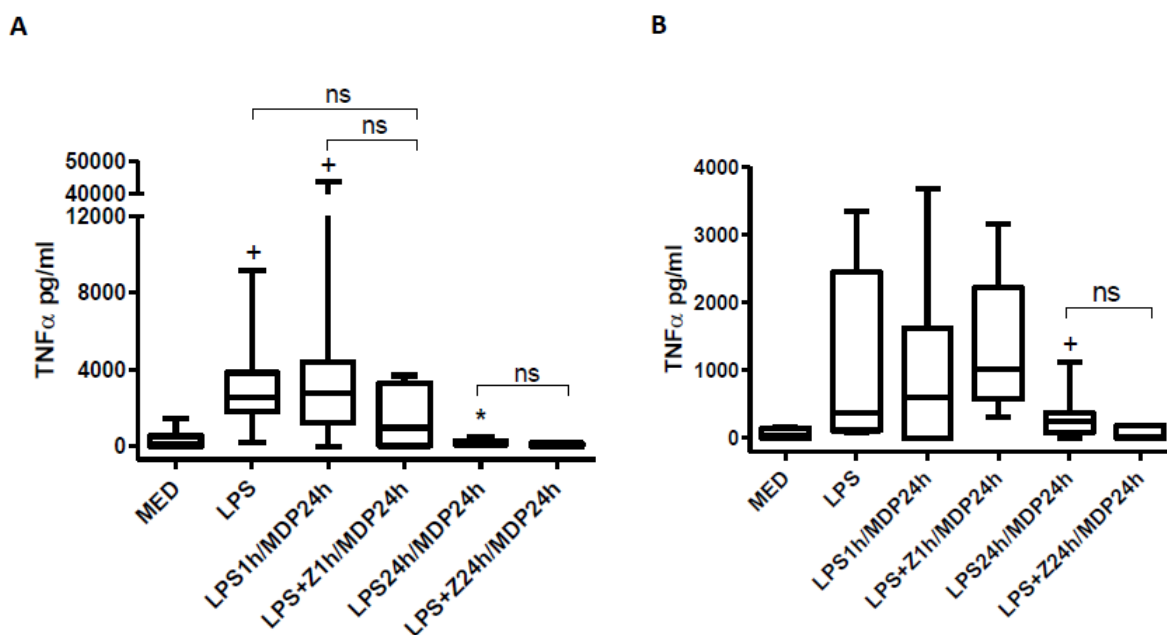 A
B
ns
ns
+
50000
40000
12000
8000
4000
0
TNFα pg/ml
+
ns
*
MED
LPS
LPS1h/MDP24h
LPS+Z1h/MDP24h
LPS24h/MDP24h
LPS+Z24h/MDP24h
4000
3000
2000
1000
0
TNFα pg/ml
ns
+
MED
LPS
LPS1h/MDP24h
LPS+Z1h/MDP24h
LPS24h/MDP24h
LPS+Z24h/MDP24h